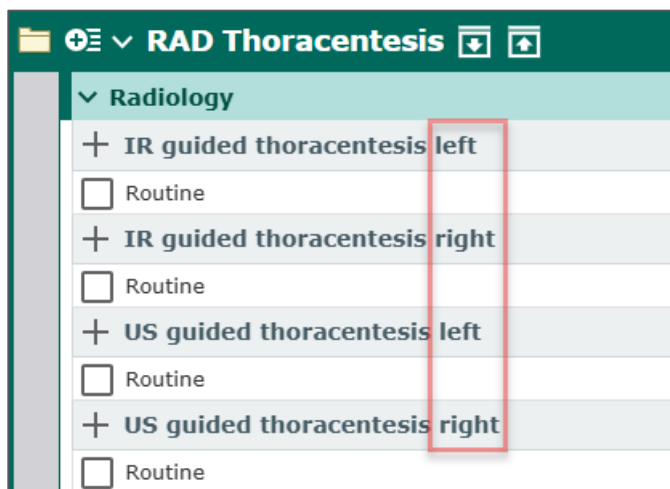 RAD Thoracentesis
Radiology
IR guided thoracentesis left
Routine
IR guided thoracentesis right
Routine
US guided thoracentesis left
Routine
US guided thoracentesis right
Routine